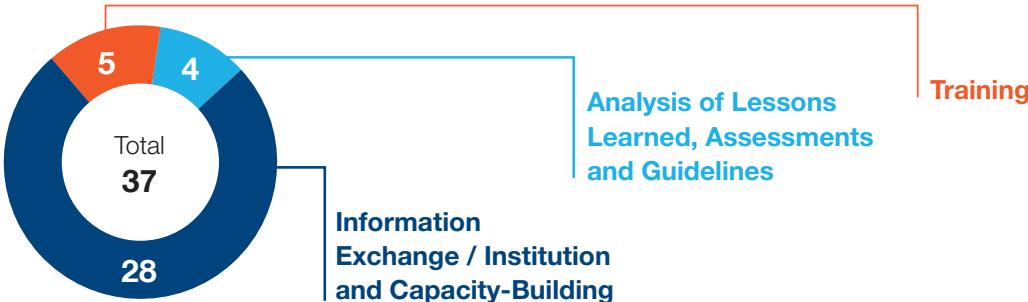 5
4
Training
Analysis of Lessons
Learned, Assessments
and Guidelines
Total
37
Information
Exchange / Institution
and Capacity-Building
28